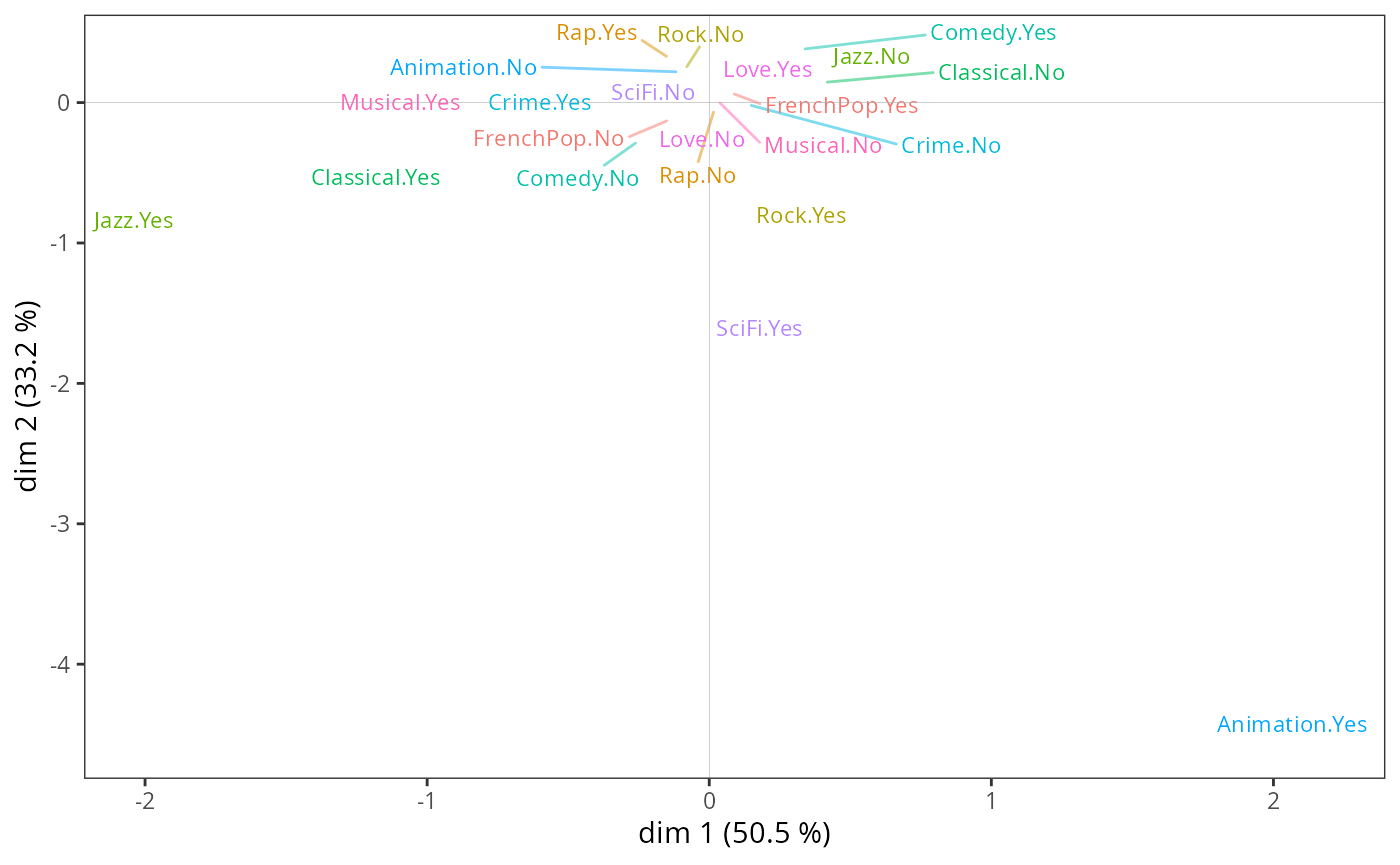 Rap.Yes
Rock.No
Comedy.Yes
Jazz.No
Animation.No
Love.Yes
Classical.No
SciFi.No
Musical.Yes
Crime.Yes
FrenchPop.Yes
FrenchPop.No
Love.No
Musical.No
Crime.No
Classical.Yes
Comedy.No
Rap.No
Jazz.Yes
Rock.Yes
SciFi.Yes
Animation.Yes
0
-1
-2
-3
-4
dim 2 (33.2 %)
-2
-1
0
1
2
dim 1 (50.5 %)